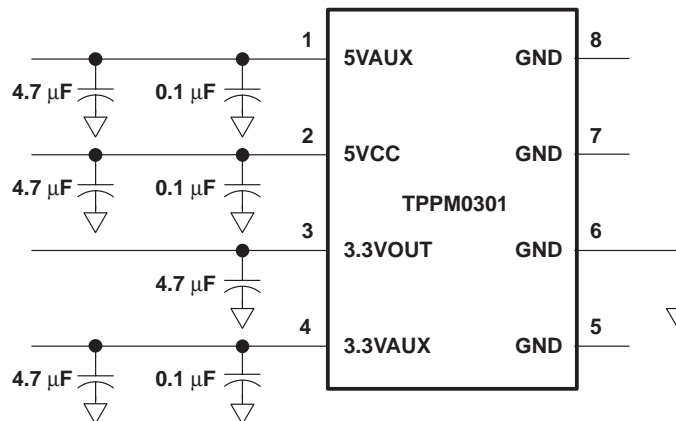 1 5VAUX GND 8
4.7 μF 0.1 μF
2 5VCC GND 7
4.7 μF 0.1 μF
TPPM0301
3 3.3VOUT GND 6
4.7 μF
4 3.3VAUX GND 5
4.7 μF 0.1 μF